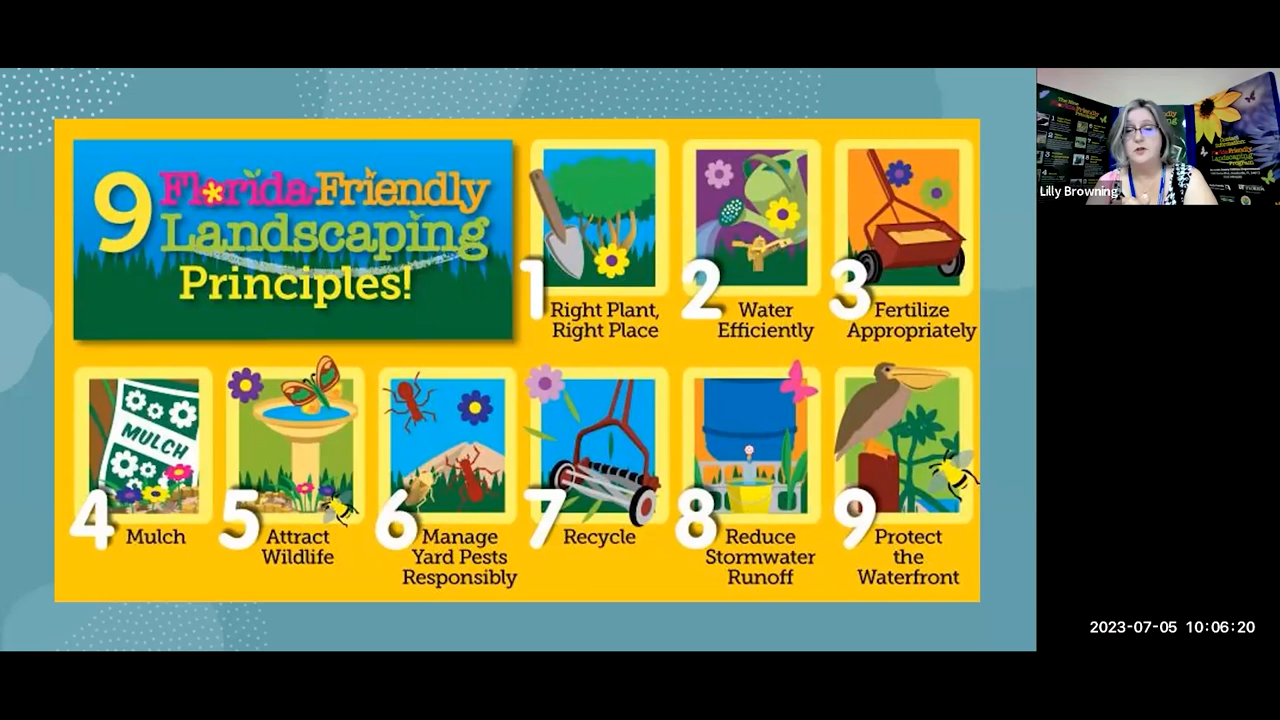 9 Florida-Friendly
Landscaping
Principles!
1 Right Plant,
Right Place
2 Water
Efficiently
3 Fertilize
Appropriately
MULCH
4 Mulch
5 Attract
Wildlife
6 Manage
Yard Pests
Responsibly
7 Recycle
8 Reduce
Stormwater
Runoff
9 Protect
the
Waterfront
Lilly Browning
2023-07-05 10:06:20